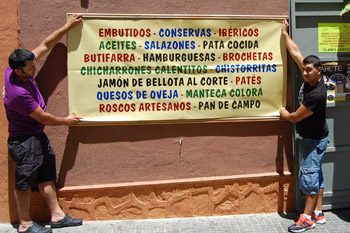 EMBUTIDOS · CONSERVAS · IBÉRICOS
ACEITES · SALAZONES · PATA COCIDA
BUTIFARRA · HAMBURGUESAS · BROCHETAS
CHICHARRONES CALENTITOS · CHISTORRITAS
JAMÓN DE BELLOTA AL CORTE · PATÉS
QUESOS DE OVEJA · MANTECA COLORÁ
ROSCOS ARTESANOS · PAN DE CAMPO